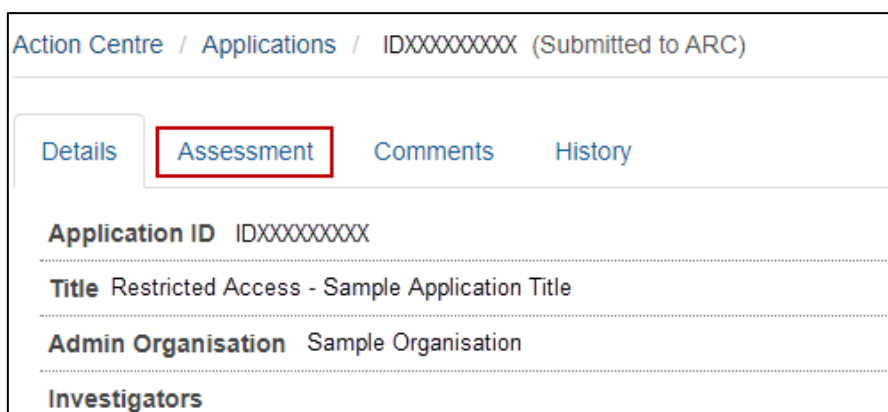 Action Centre / Applications / IDXXXXXXXXX (Submitted to ARC)
Details Assessment Comments History
Application ID IDXXXXXXXXX
Title Restricted Access - Sample Application Title
Admin Organisation Sample Organisation
Investigators